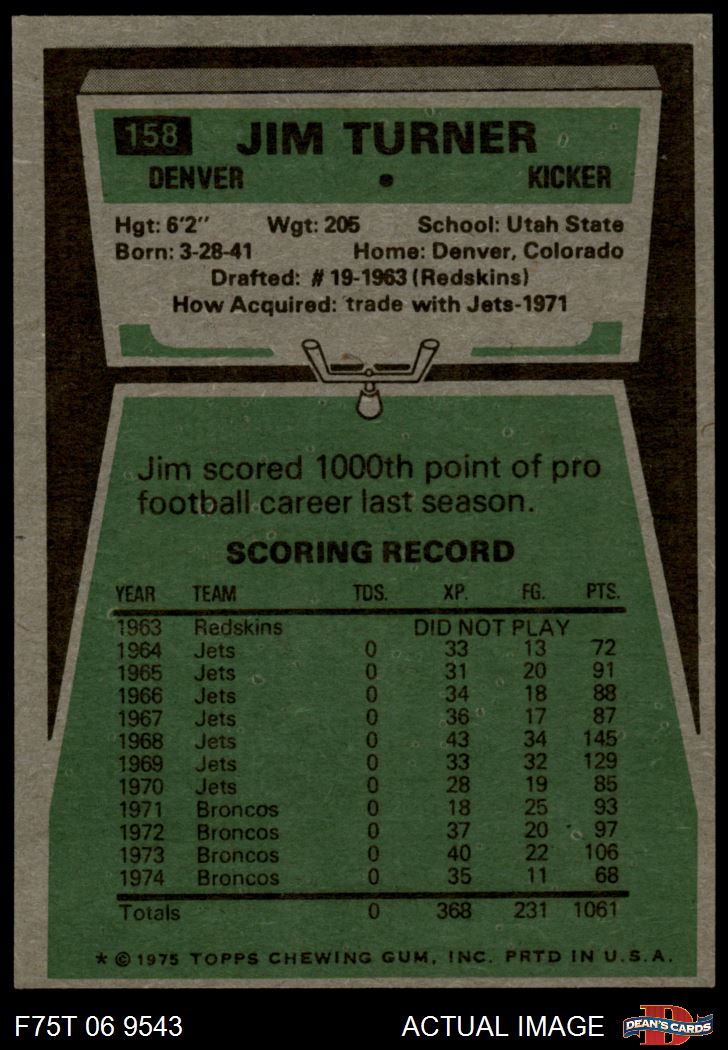 158 JIM TURNER
DENVER • KICKER
Hgt: 6'2" Wgt: 205 School: Utah State
Born: 3-28-41 Home: Denver, Colorado
Drafted: #19-1963 (Redskins)
How Acquired: trade with Jets-1971
Jim scored 1000th point of pro
football career last season.
SCORING RECORD
YEAR TEAM TDS. XP. FG. PTS.
1963 Redskins DID NOT PLAY
1964 Jets 0 33 13 72
1965 Jets 0 31 20 91
1966 Jets 0 34 18 88
1967 Jets 0 36 17 87
1968 Jets 0 43 34 145
1969 Jets 0 33 32 129
1970 Jets 0 28 19 85
1971 Broncos 0 18 25 93
1972 Broncos 0 37 20 97
1973 Broncos 0 40 22 106
1974 Broncos 0 35 11 68
Totals 0 368 231 1061
* © 1975 TOPPS CHEWING GUM, INC. PRTD IN U.S.A.
F75T 06 9543 ACTUAL IMAGE D DEAN'S CARDS